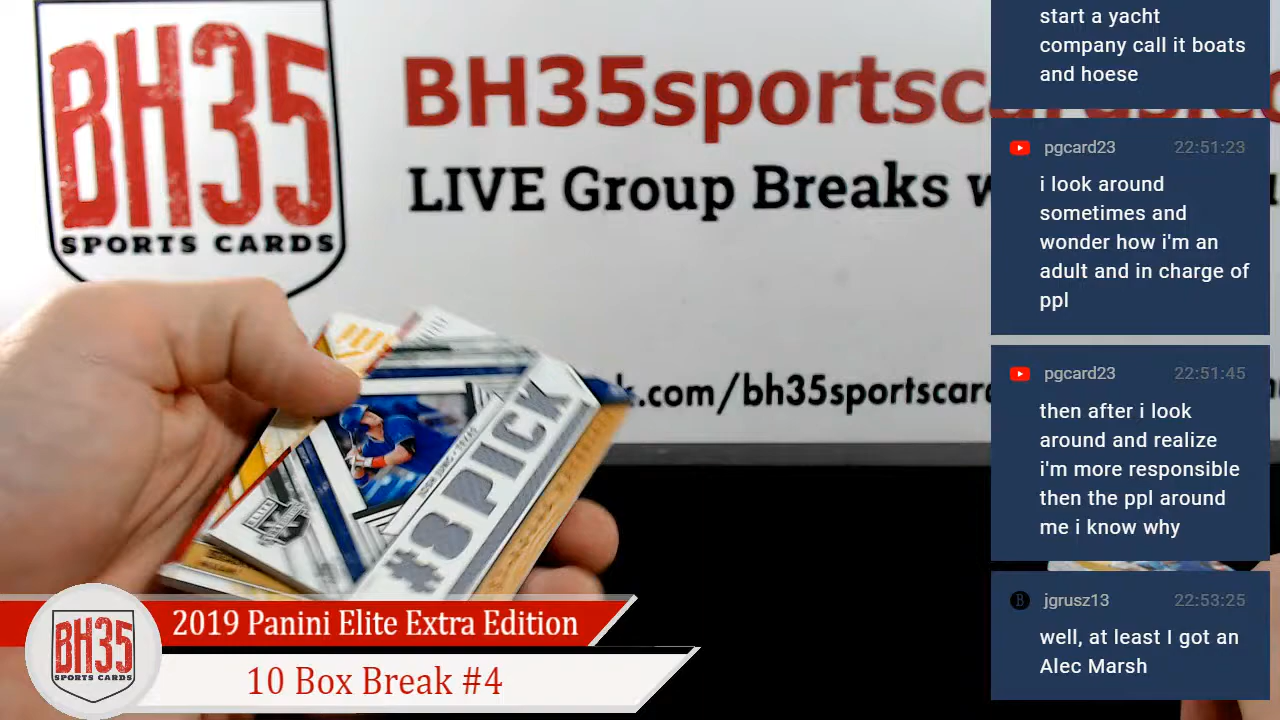 BH35
SPORTS CARDS
BH35sportsc
LIVE Group Breaks w
k.com/bh35sportscar
#8PICK
2019 Panini Elite Extra Edition
10 Box Break #4
BH35
SPORTS CARDS
start a yacht
company call it boats
and hoese
pgcard23 22:51:23
i look around
sometimes and
wonder how i'm an
adult and in charge of
ppl
pgcard23 22:51:45
then after i look
around and realize
i'm more responsible
then the ppl around
me i know why
jgrusz13 22:53:25
well, at least I got an
Alec Marsh